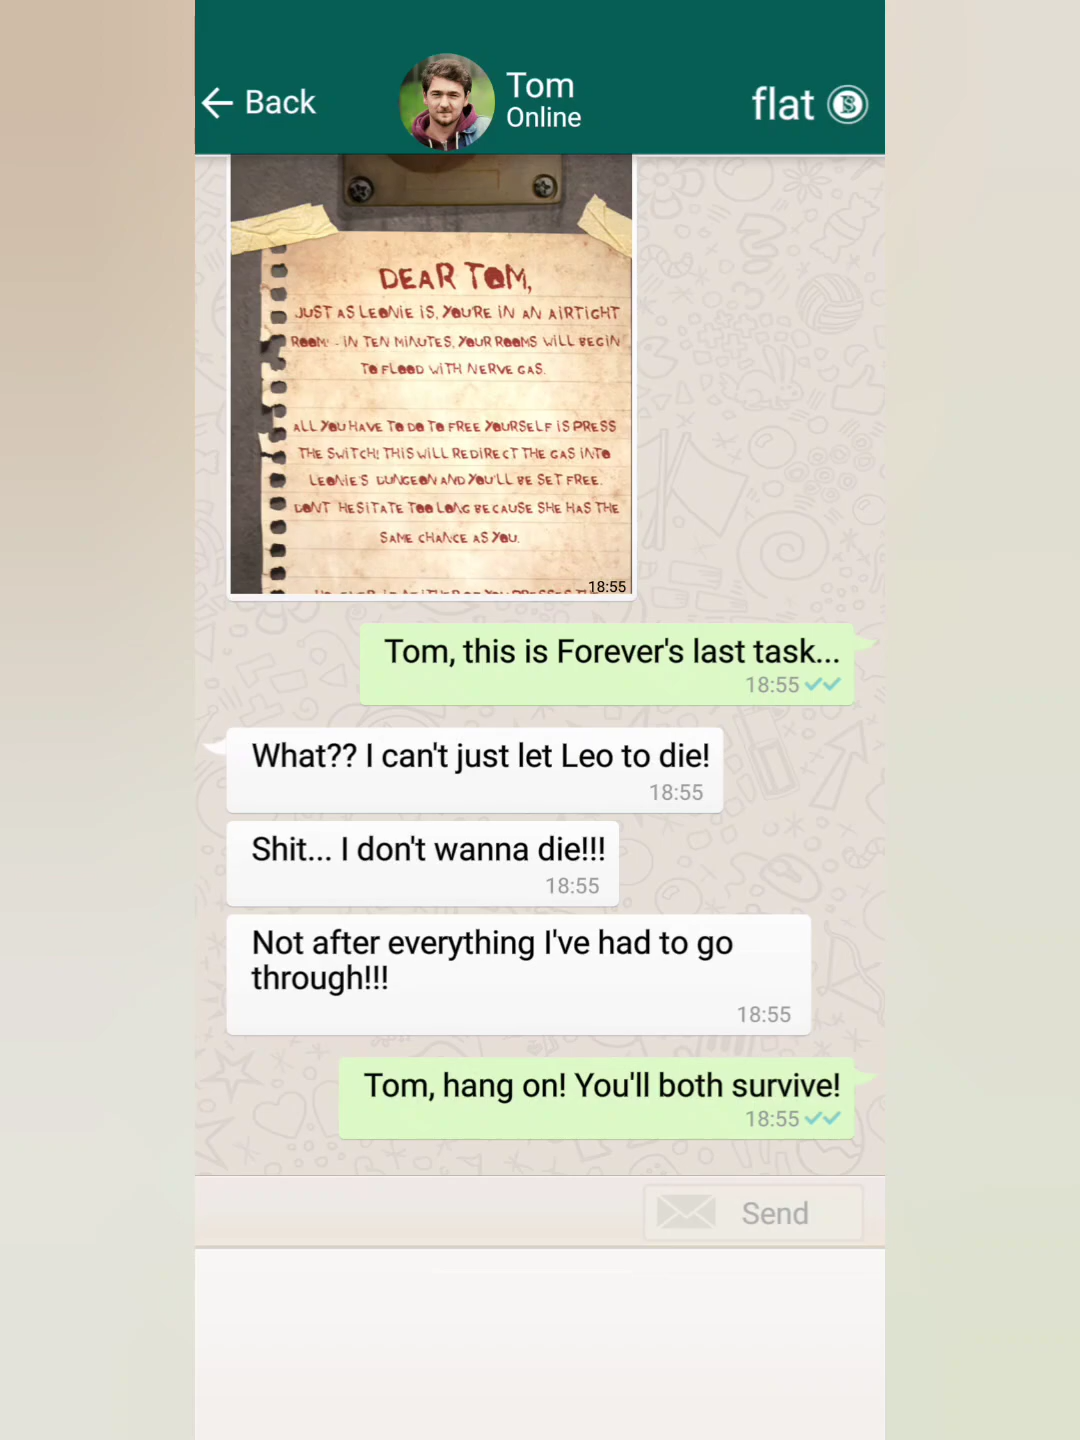 Back
Tom
Online
flat
DEAR TOM,
JUST AS LEONIE IS, YOU'RE IN AN AIRTIGHT
ROOM - IN TEN MINUTES, YOUR ROOMS WILL BEGIN
TO FLOOD WITH NERVE GAS.
ALL YOU HAVE TO DO TO FREE YOURSELF IS PRESS
THE SWITCH! THIS WILL REDIRECT THE GAS INTO
LEONIE'S DUNGEON AND YOU'LL BE SET FREE.
DONT HESITATE TOO LONG BECAUSE SHE HAS THE
SAME CHANCE AS YOU.
18:55
Tom, this is Forever's last task...
18:55
What?? I can't just let Leo to die!
18:55
Shit... I don't wanna die!!!
18:55
Not after everything I've had to go
through!!!
18:55
Tom, hang on! You'll both survive!
18:55
Send